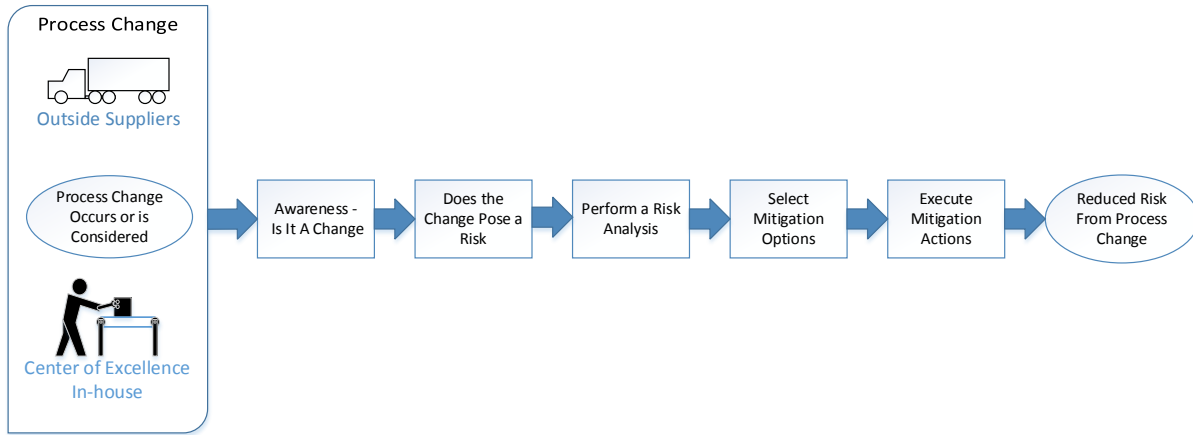 Process Change
Outside Suppliers
Process Change
Occurs or is
Considered
Center of Excellence
In-house
Awareness -
Is It A Change
Does the
Change Pose a
Risk
Perform a Risk
Analysis
Select
Mitigation
Options
Execute
Mitigation
Actions
Reduced Risk
From Process
Change